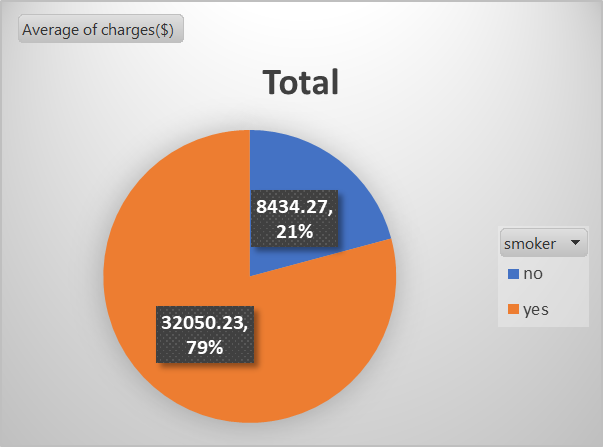 Average of charges($)
Total
8434.27,
21%
32050.23,
79%
smoker
no
yes